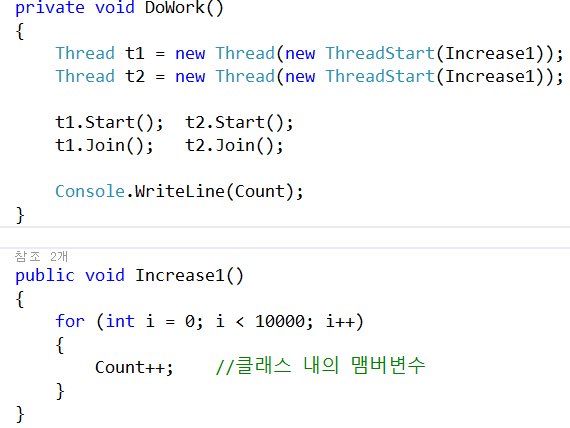 private void DoWork()
{
Thread t1 = new Thread(new ThreadStart(Increase1));
Thread t2 = new Thread(new ThreadStart(Increase1));
t1.Start(); t2.Start();
t1.Join(); t2.Join();
Console.WriteLine(Count);
}
참조 2개
public void Increase1()
{
for (int i = 0; i < 10000; i++)
{
Count++; //클래스 내의 맴버변수
}
}